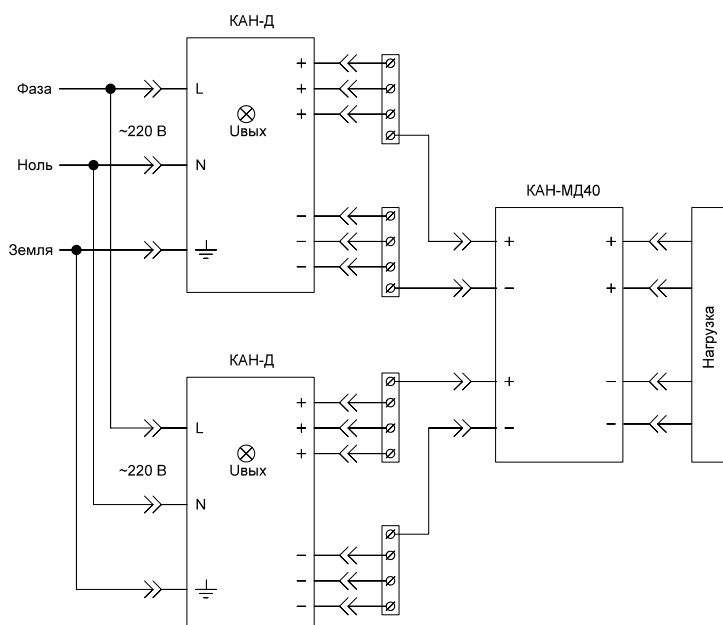 КАН-Д
Фаза
L
+
+
+
~220 В
Uвых
Ноль
N
Земля
−
−
−
КАН-МД40
+
+
−
+
+
−
−
−
Нагрузка
КАН-Д
+
+
+
L
~220 В
Uвых
N
−
−
−